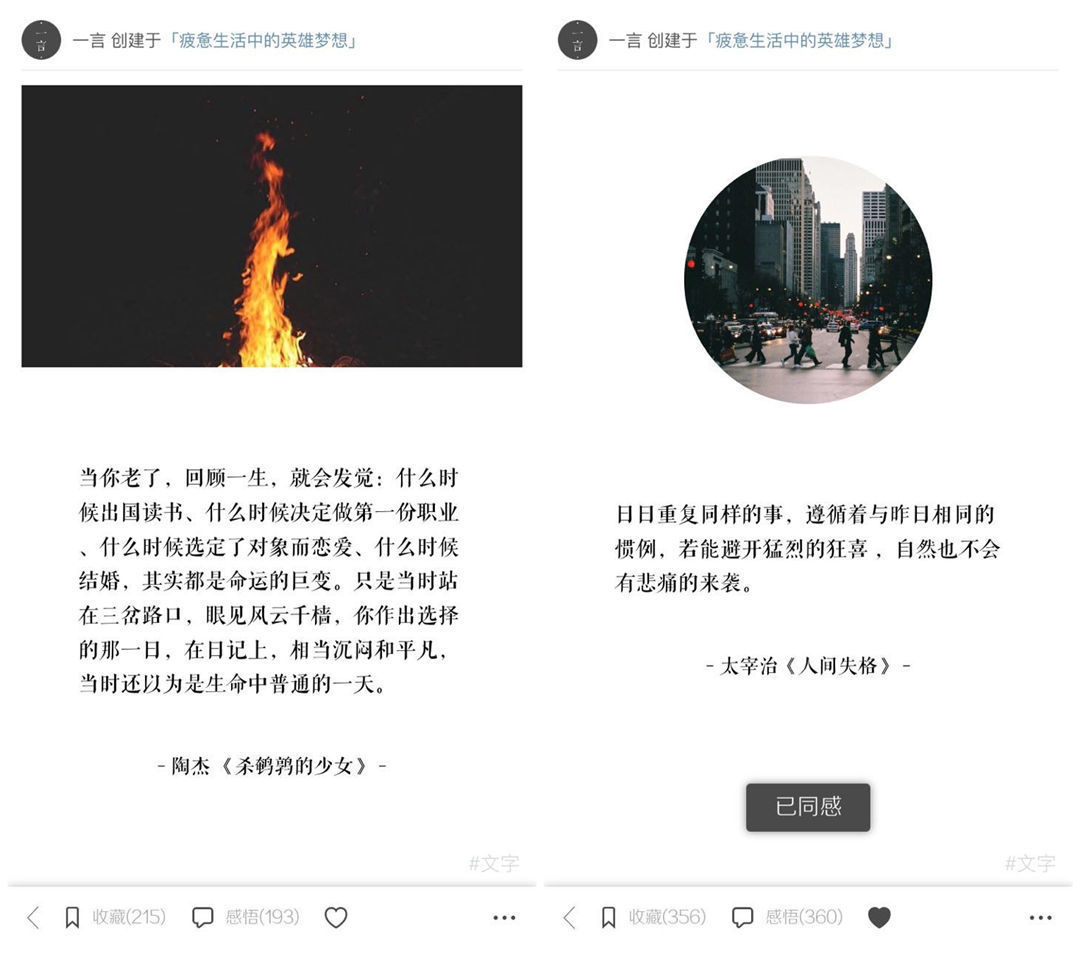 一言
一言 创建于「疲惫生活中的英雄梦想」
当你老了，回顾一生，就会发觉：什么时
候出国读书、什么时候决定做第一份职业
、什么时候选定了对象而恋爱、什么时候
结婚，其实都是命运的巨变。只是当时站
在三岔路口，眼见风云千樯，你作出选择
的那一日，在日记上，相当沉闷和平凡，
当时还以为是生命中普通的一天。
- 陶杰《杀鹌鹑的少女》-
#文字
收藏(215) 感悟(193)
一言
一言 创建于「疲惫生活中的英雄梦想」
日日重复同样的事，遵循着与昨日相同的
惯例，若能避开猛烈的狂喜，自然也不会
有悲痛的来袭。
- 太宰治《人间失格》-
已同感
#文字
收藏(356) 感悟(360)